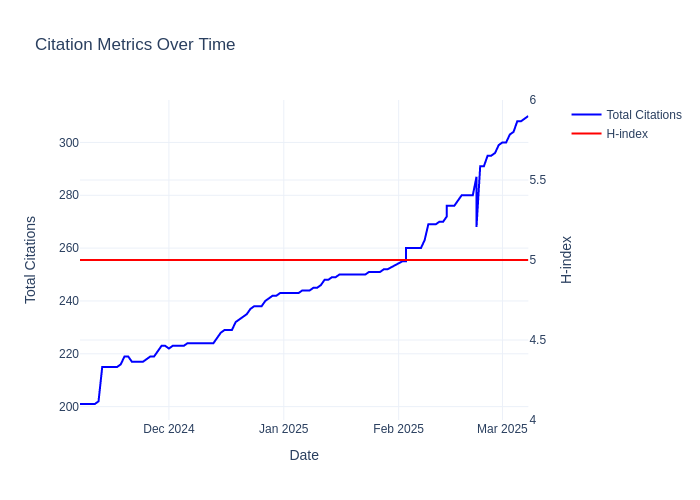 Citation Metrics Over Time
6
Total Citations
H-index
300
5.5
280
260
5
240
4.5
220
200
4
Total Citations
H-index
Dec 2024
Jan 2025
Feb 2025
Mar 2025
Date